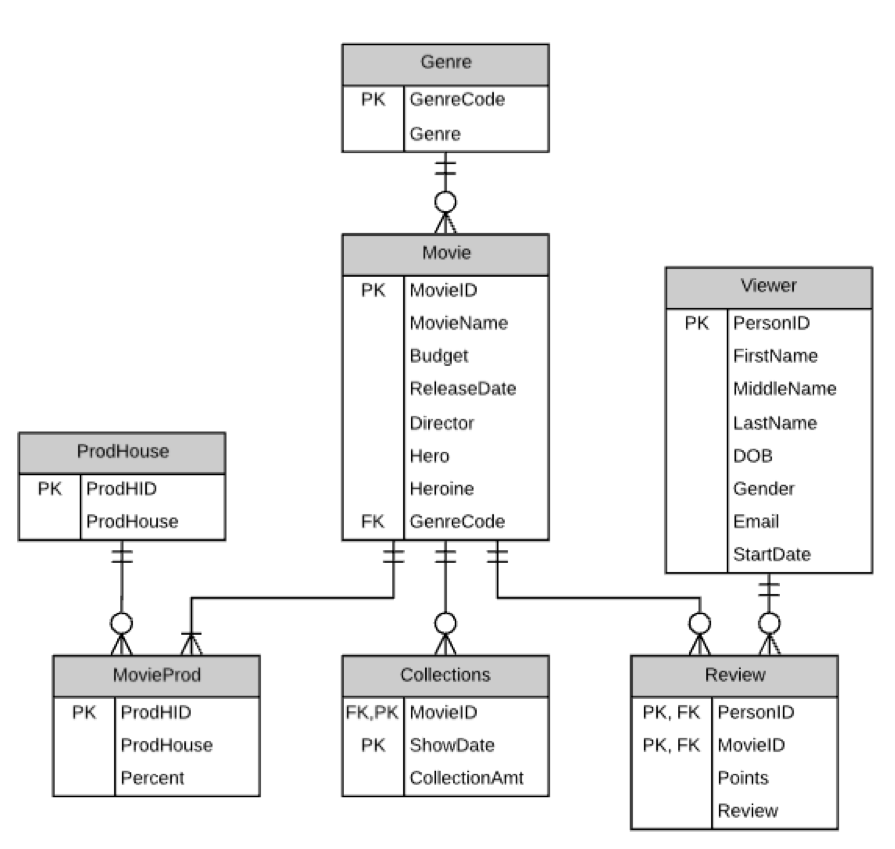 Genre
PK GenreCode
Genre
Movie
PK MovieID
MovieName
Budget
ReleaseDate
Director
Hero
Heroine
FK GenreCode
Viewer
PK PersonID
FirstName
MiddleName
LastName
DOB
Gender
Email
StartDate
ProdHouse
PK ProdHID
ProdHouse
MovieProd
PK ProdHID
ProdHouse
Percent
Collections
FK,PK MovieID
PK ShowDate
CollectionAmt
Review
PK, FK PersonID
PK, FK MovieID
Points
Review